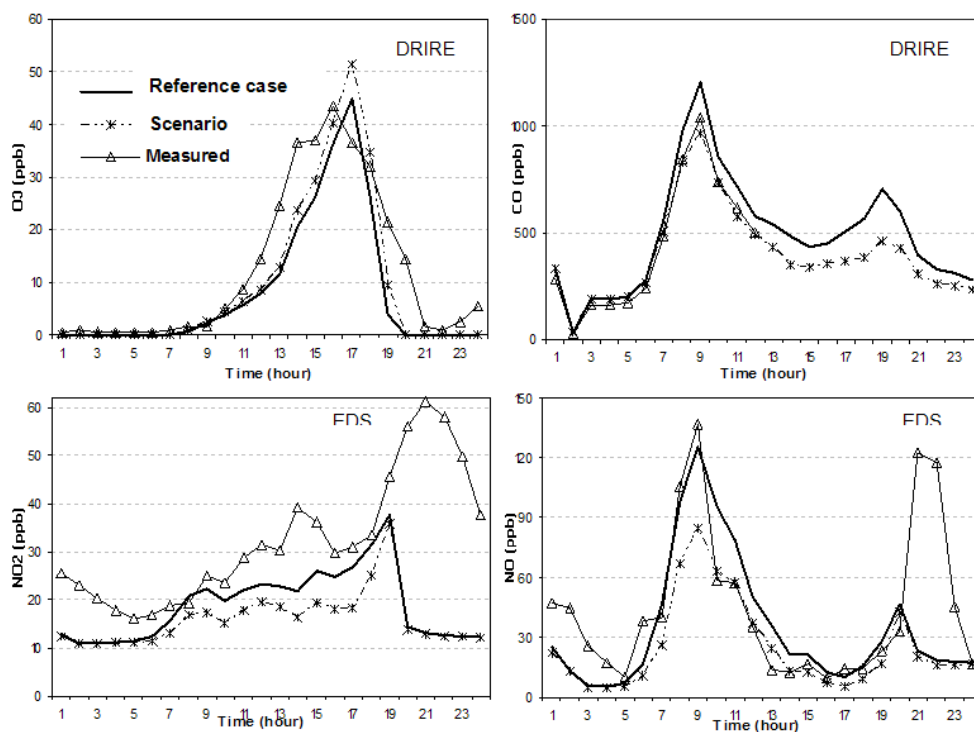 60
50
40
30
20
10
0
O3 (ppb)
DRIRE
Reference case
Scenario
Measured
1 3 5 7 9 11 13 15 17 19 21 23
Time (hour)
1500
1000
500
0
CO (ppb)
DRIRE
1 3 5 7 9 11 13 15 17 19 21 23
Time (hour)
60
50
40
30
20
10
0
NO2 (ppb)
EDS
1 3 5 7 9 11 13 15 17 19 21 23
Time (hour)
150
120
90
60
30
0
NO (ppb)
EDS
1 3 5 7 9 11 13 15 17 19 21 23
Time (hour)